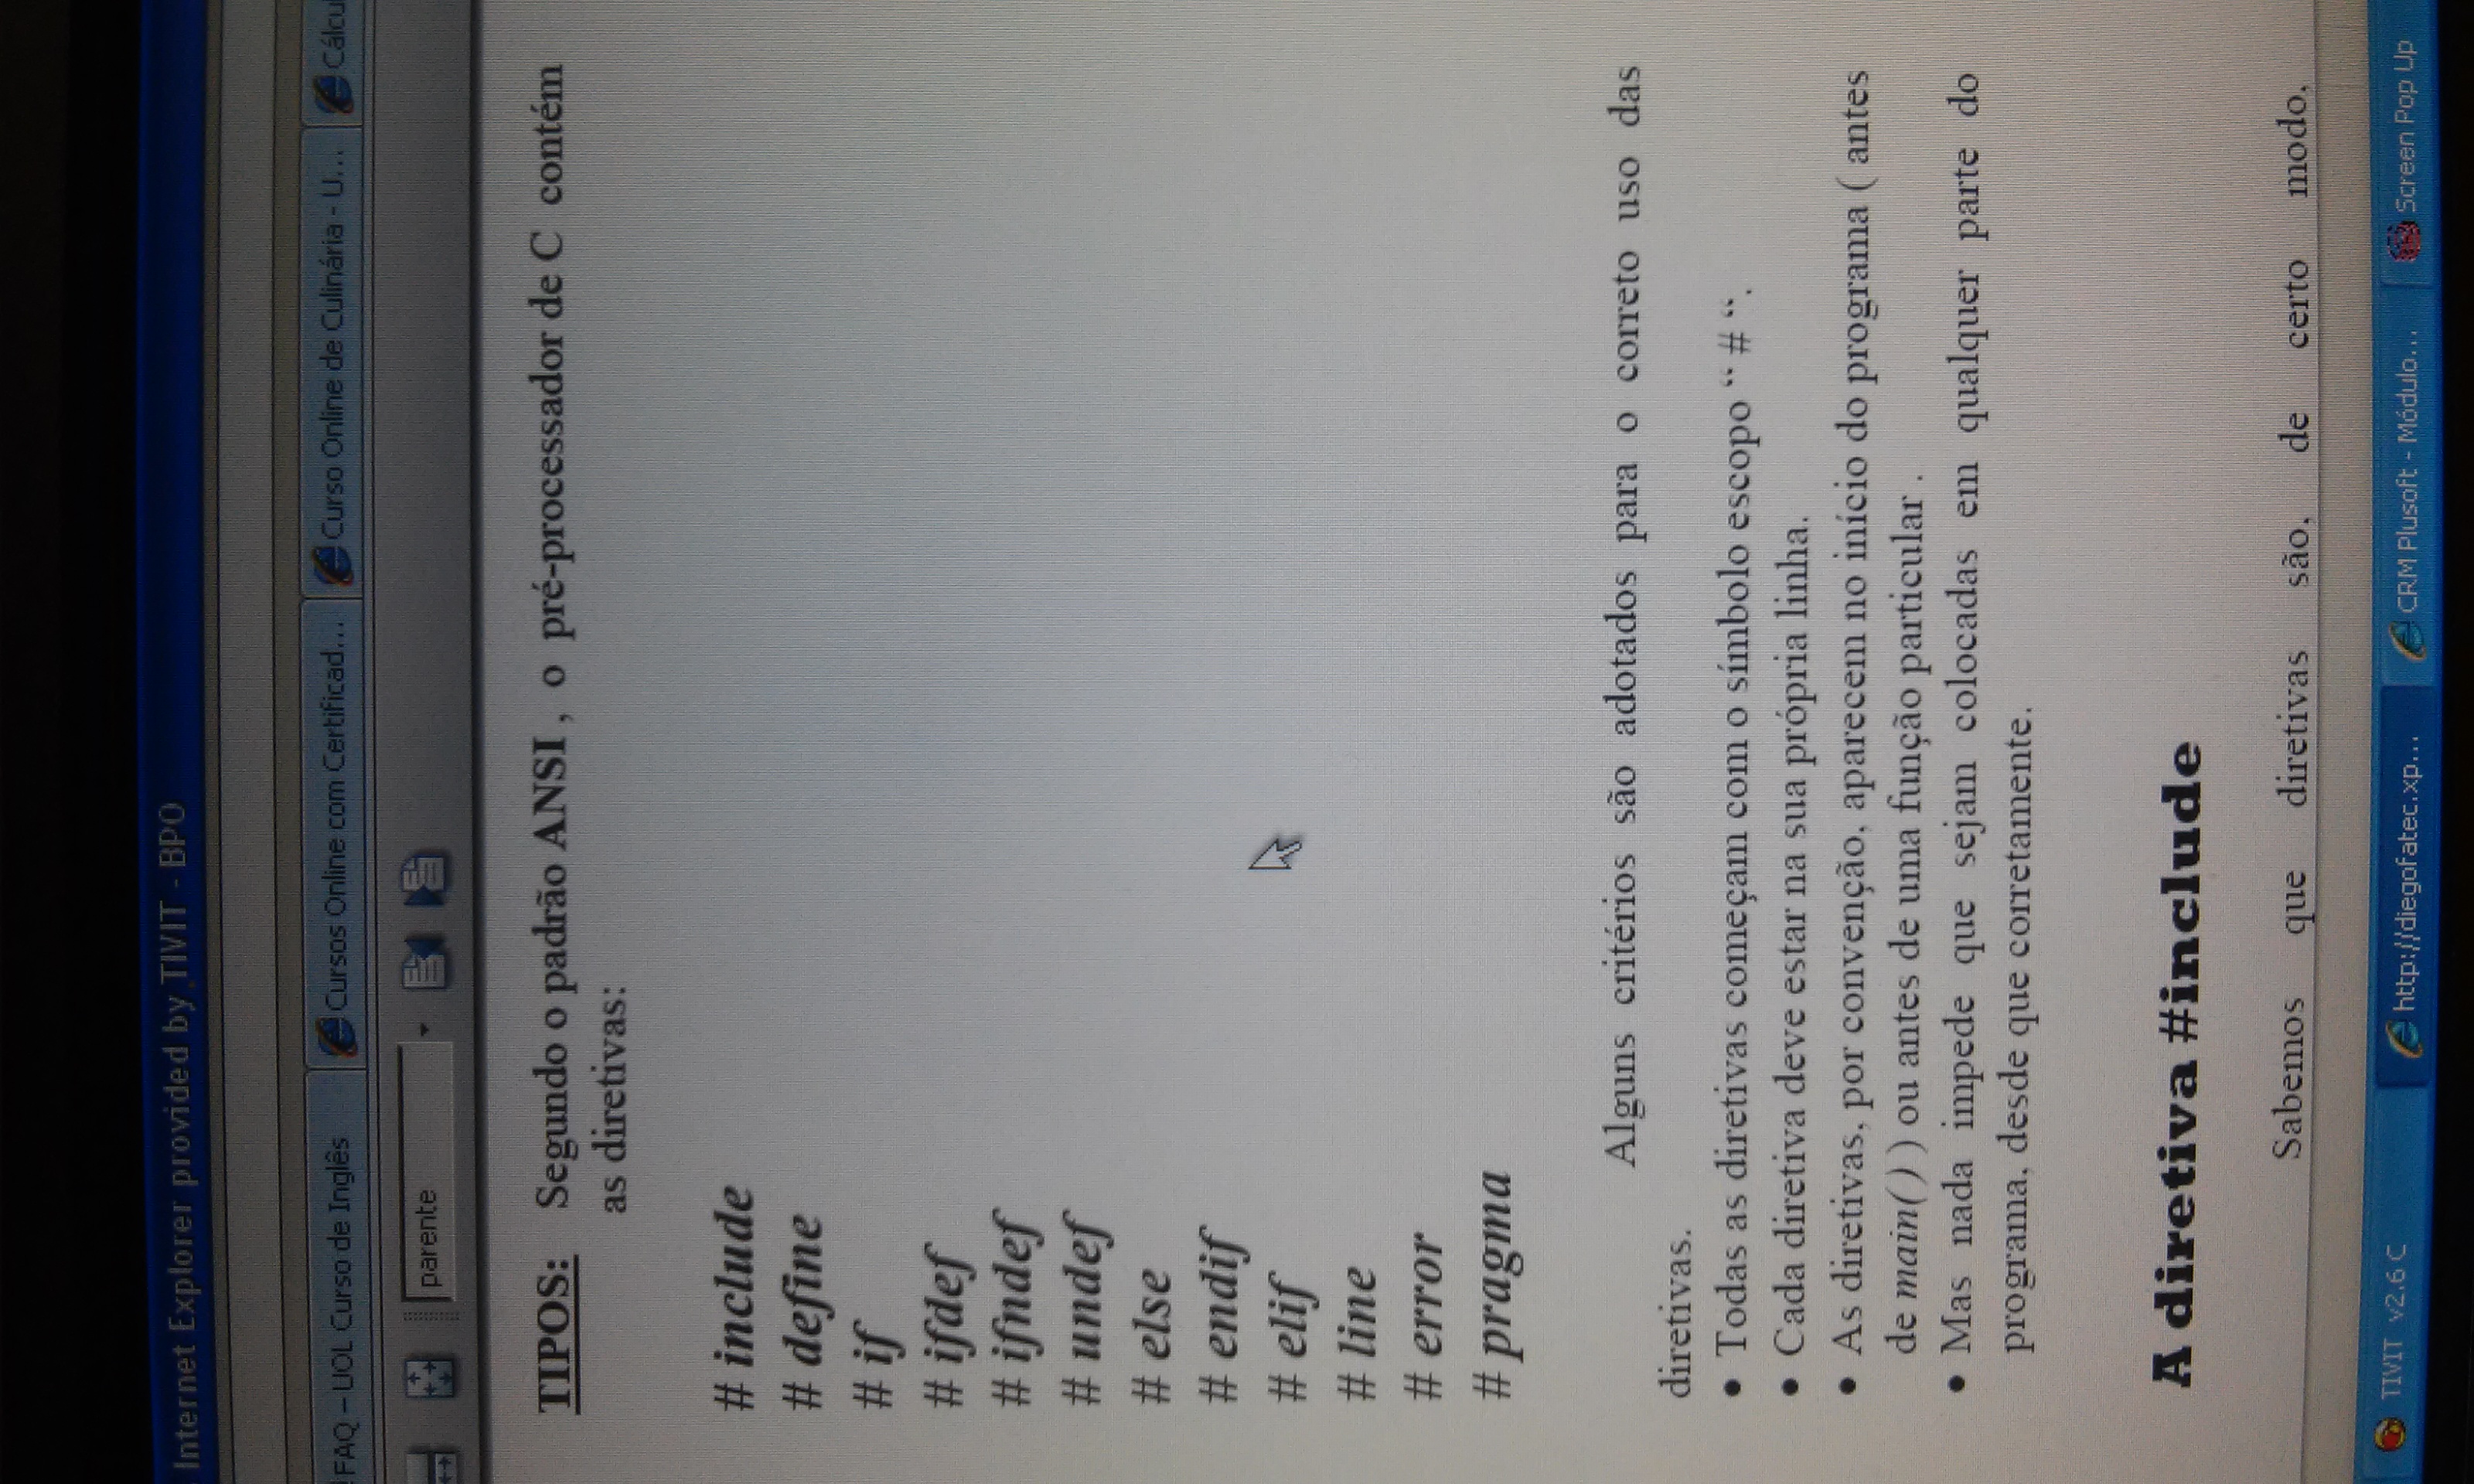 Internet Explorer provided by TIVIT - BPO
FAQ – UOL Curso de Inglês
Cursos Online com Certificad...
Curso Online de Culinária - U...
Cálcu
parente
TIPOS: Segundo o padrão ANSI , o pré-processador de C contém
as diretivas:
# include
# define
# if
# ifdef
# ifndef
# undef
# else
# endif
# elif
# line
# error
# pragma
Alguns critérios são adotados para o correto uso das
diretivas.
• Todas as diretivas começam com o símbolo escopo “ # “.
• Cada diretiva deve estar na sua própria linha.
• As diretivas, por convenção, aparecem no início do programa ( antes
de main( ) ) ou antes de uma função particular .
• Mas nada impede que sejam colocadas em qualquer parte do
programa, desde que corretamente.
A diretiva #include
Sabemos que diretivas são, de certo modo,
TIVIT v2.6 C
http://diegofatec.xp...
CRM Plusoft - Módulo...
Screen Pop Up